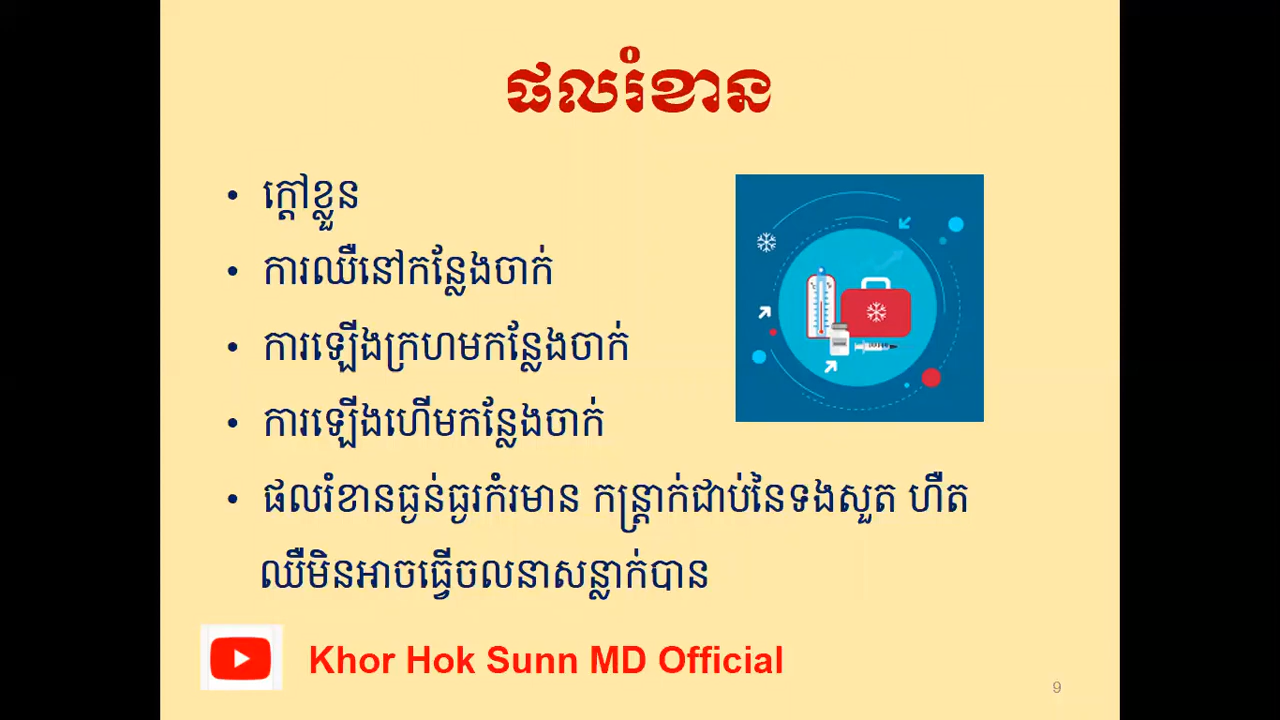 ផលរំខាន
• ក្តៅខ្លួន
• ការឈឺនៅកន្លែងចាក់
• ការឡើងក្រហមកន្លែងចាក់
• ការឡើងហើមកន្លែងចាក់
• ផលរំខានធ្ងន់ធ្ងរកំរមាន កន្ត្រាក់ជាប់នៃទងសួត ហឺត
ឈឺមិនអាចធ្វើចលនាសន្លាក់បាន
Khor Hok Sunn MD Official
9